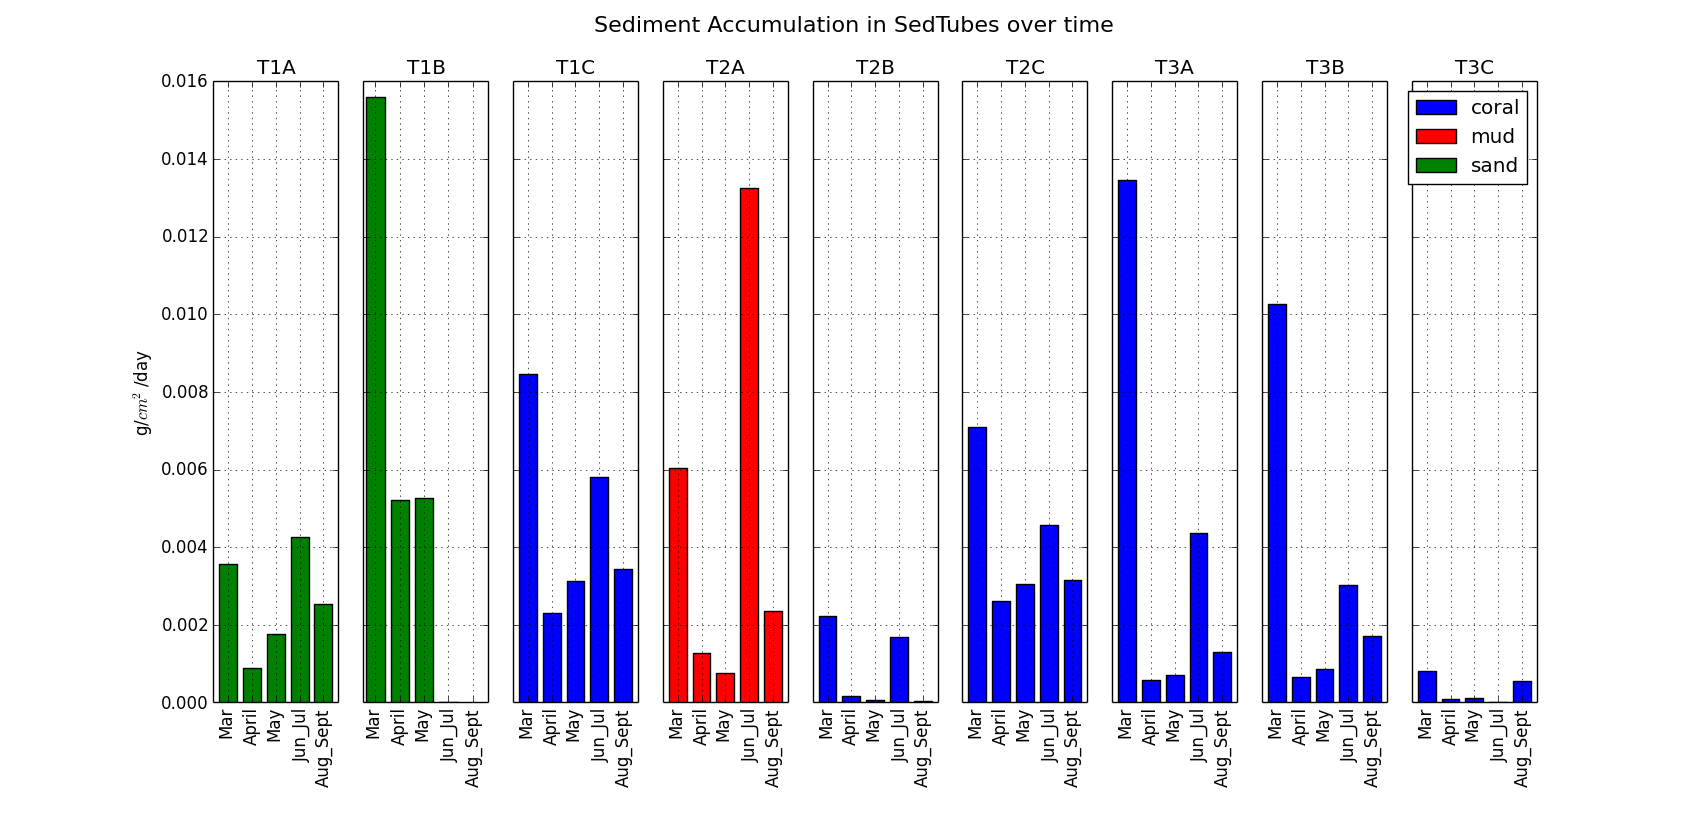 Sediment Accumulation in SedTubes over time
T1A T1B T1C T2A T2B T2C T3A T3B T3C
0.016
0.014
0.012
0.010
0.008
0.006
0.004
0.002
0.000
g/cm² /day
coral
mud
sand
Mar April May Jun_Jul Aug_Sept
Mar April May Jun_Jul Aug_Sept
Mar April May Jun_Jul Aug_Sept
Mar April May Jun_Jul Aug_Sept
Mar April May Jun_Jul Aug_Sept
Mar April May Jun_Jul Aug_Sept
Mar April May Jun_Jul Aug_Sept
Mar April May Jun_Jul Aug_Sept
Mar April May Jun_Jul Aug_Sept